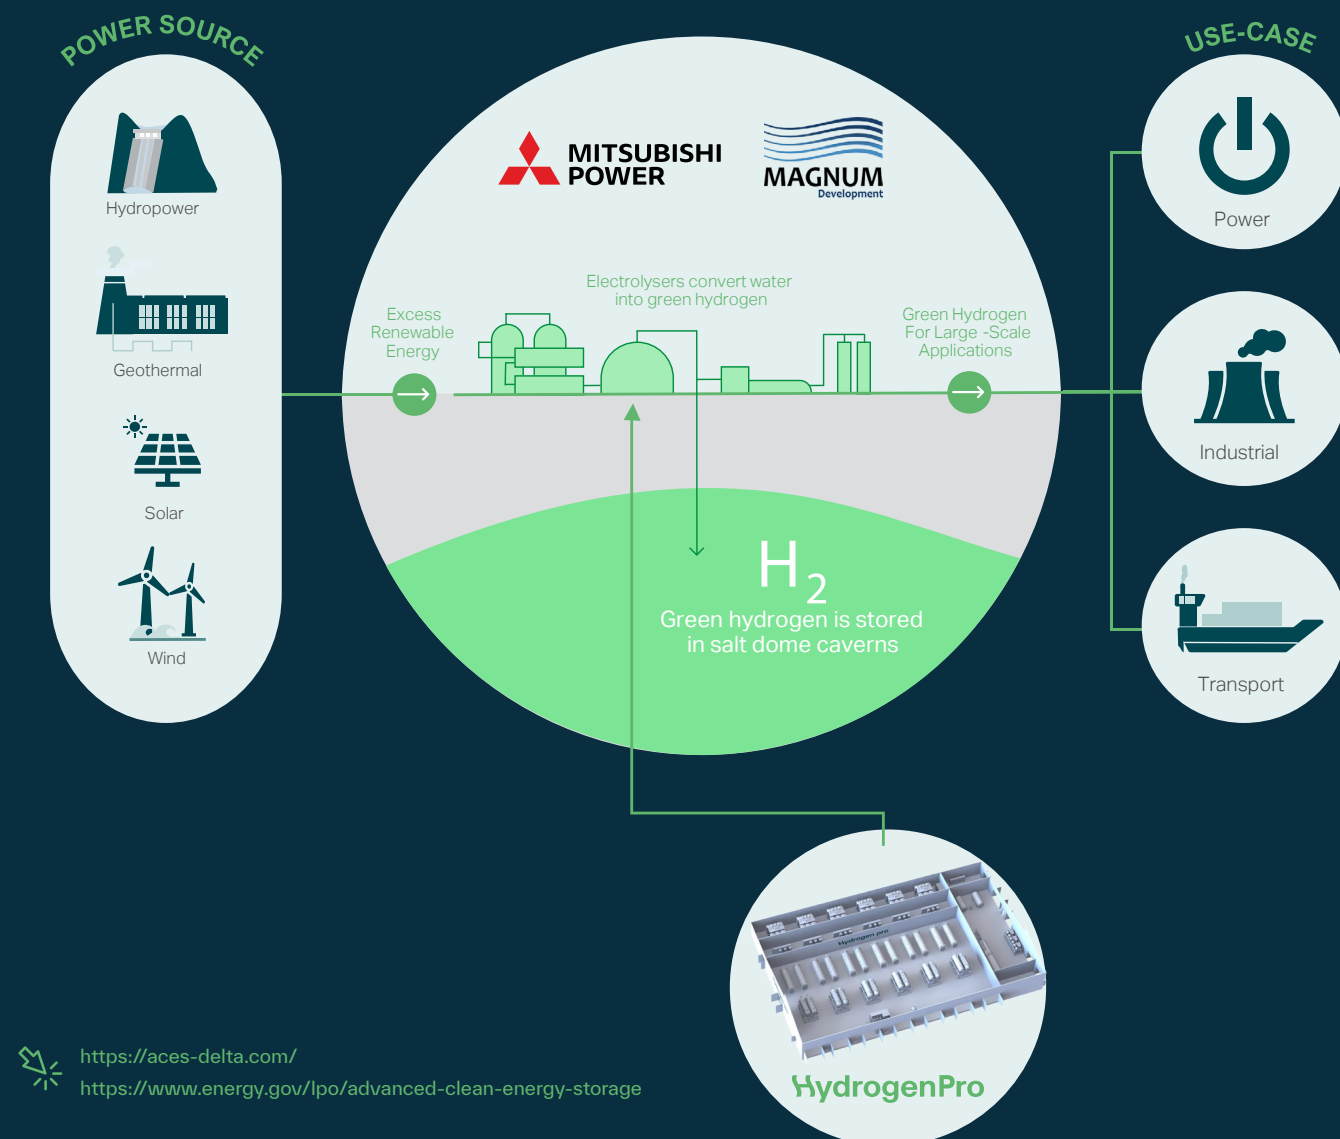 POWER SOURCE
Hydropower
Geothermal
Solar
Wind
MITSUBISHI
POWER
MAGNUM
Development
Excess
Renewable
Energy
Electrolysers convert water
into green hydrogen
Green Hydrogen
For Large -Scale
Applications
H2
Green hydrogen is stored
in salt dome caverns
USE-CASE
Power
Industrial
Transport
Hydrogen pro
HydrogenPro
https://aces-delta.com/
https://www.energy.gov/lpo/advanced-clean-energy-storage